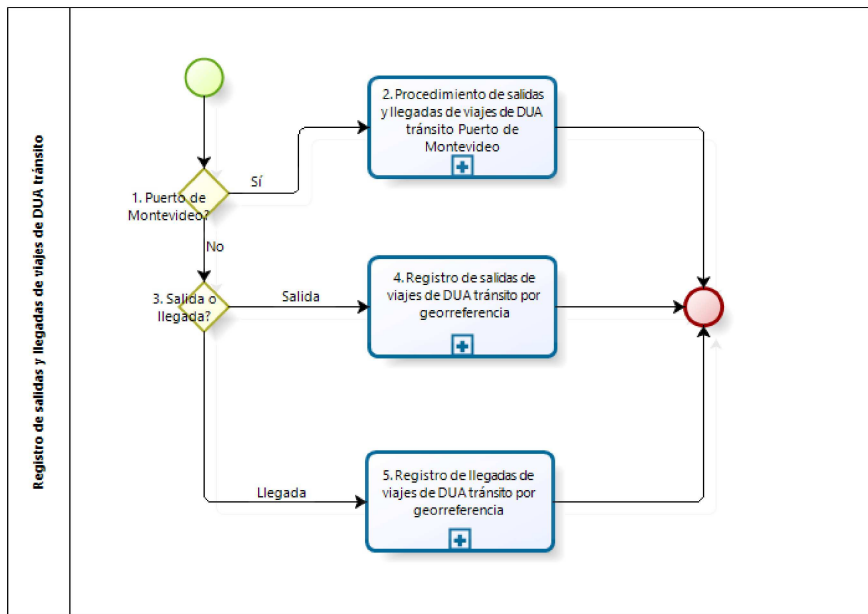 Registro de salidas y llegadas de viajes de DUA tránsito
2. Procedimiento de salidas
y llegadas de viajes de DUA
tránsito Puerto de
Montevideo
Sí
1. Puerto de
Montevideo?
No
3. Salida o
llegada?
Salida
4. Registro de salidas de
viajes de DUA tránsito por
georreferencia
Llegada
5. Registro de llegadas de
viajes de DUA tránsito por
georreferencia